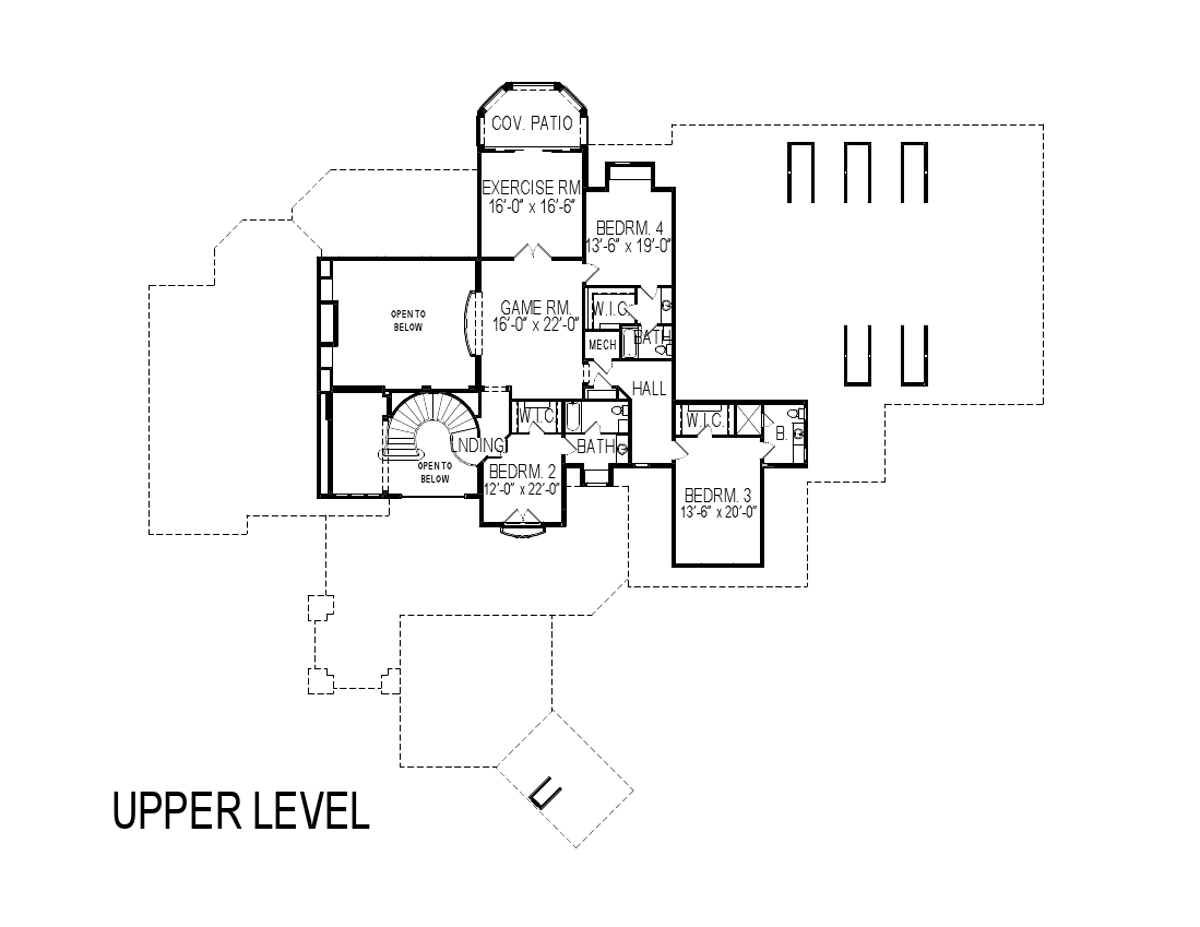 COV. PATIO
EXERCISE RM.
16'-0" x 16'-6"
BEDRM. 4
13'-6" x 19'-0"
OPEN TO
BELOW
GAME RM.
16'-0" x 22'-0"
W.I.C.
BATH
MECH
HALL
W.I.C.
LNDING
BATH
OPEN TO
BELOW
BEDRM. 2
12'-0" x 22'-0"
W.I.C.
B.
BEDRM. 3
13'-6" x 20'-0"
UPPER LEVEL